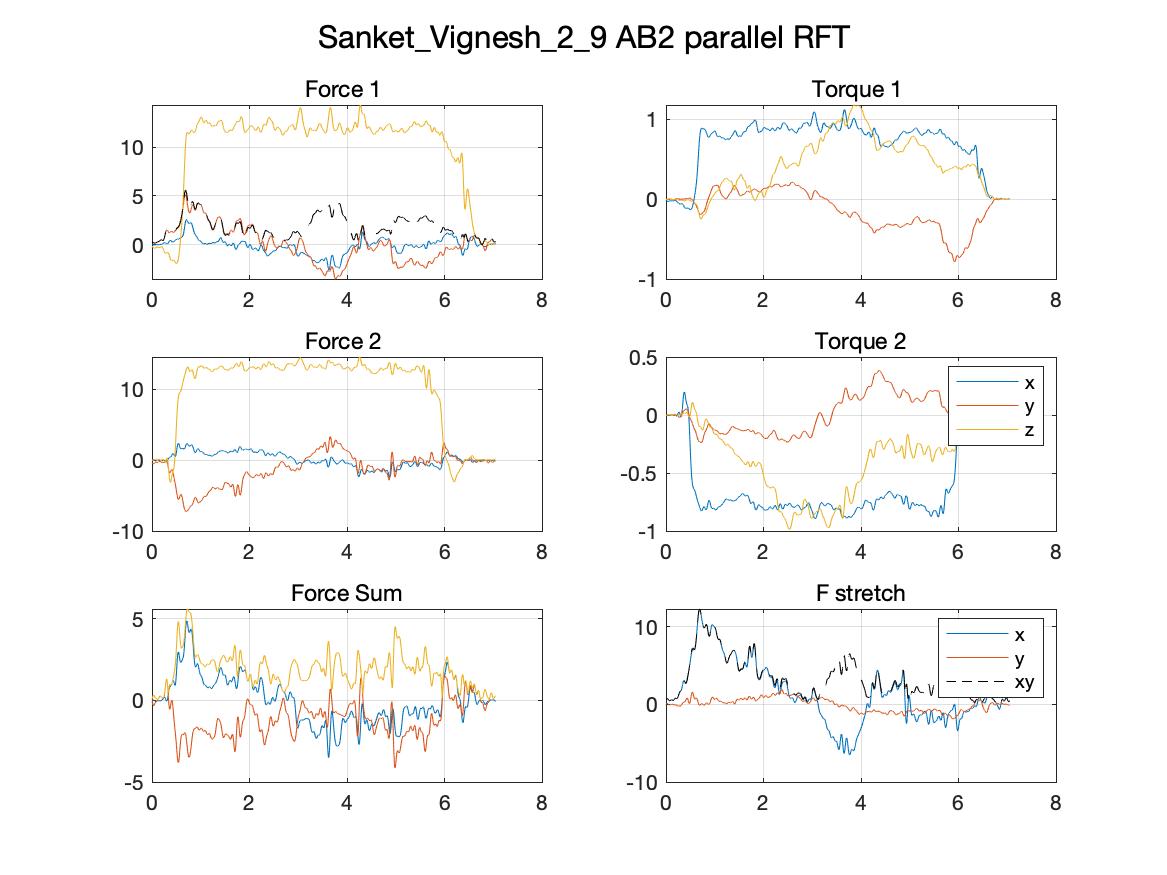 Sanket_Vignesh_2_9 AB2 parallel RFT
Force 1
10
5
0
0 2 4 6 8
Torque 1
1
0
-1
0 2 4 6 8
Force 2
10
0
-10
0 2 4 6 8
Torque 2
0.5
0
-0.5
-1
0 2 4 6 8
x
y
z
Force Sum
5
0
-5
0 2 4 6 8
F stretch
10
0
-10
0 2 4 6 8
x
y
xy